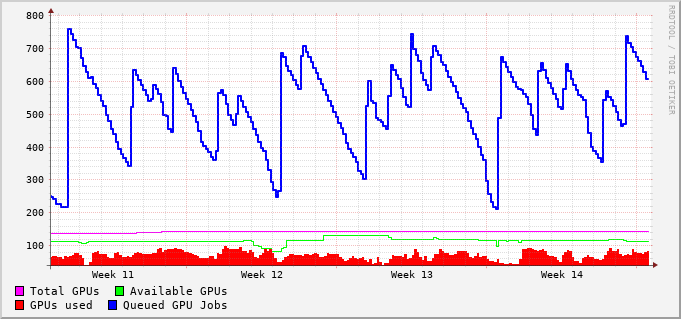 800
700
600
500
400
300
200
100
Week 11 Week 12 Week 13 Week 14
Total GPUs Available GPUs
GPUs used Queued GPU Jobs
RRDTOOL / TOBI OETIKER